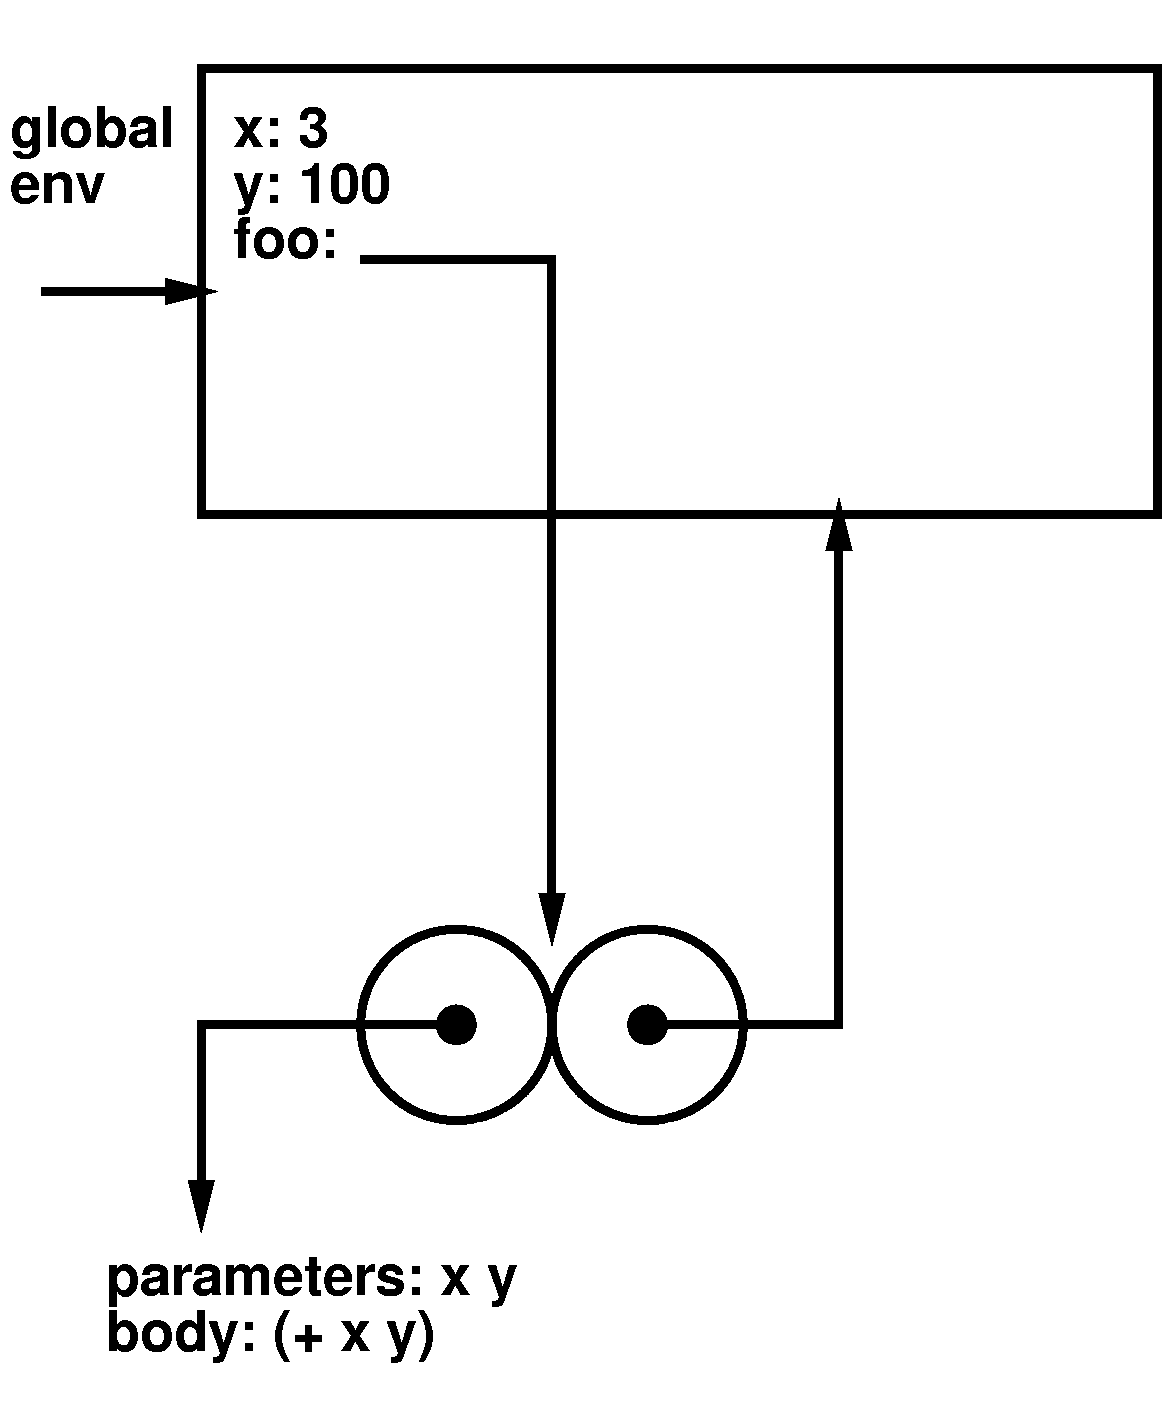 global
env
x: 3
y: 100
foo:
parameters: x y
body: (+ x y)